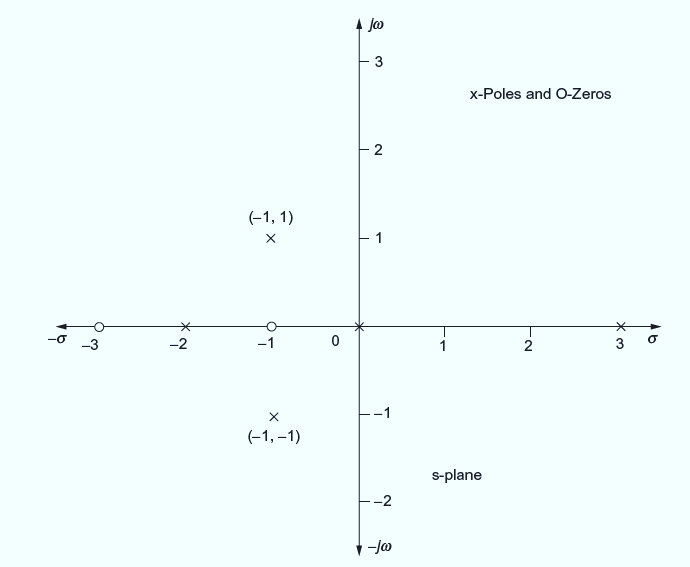 jω
3
x-Poles and O-Zeros
2
(–1, 1)
1
–σ –3 –2 –1 0 1 2 3 σ
–1
(–1, –1)
s-plane
–2
–jω